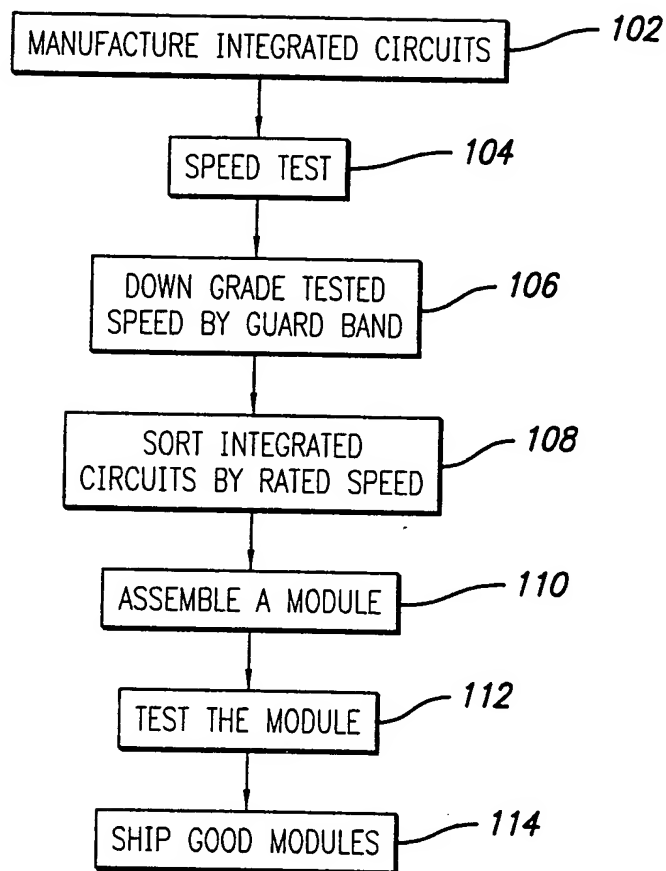 MANUFACTURE INTEGRATED CIRCUITS
102
SPEED TEST
104
DOWN GRADE TESTED
SPEED BY GUARD BAND
106
SORT INTEGRATED
CIRCUITS BY RATED SPEED
108
ASSEMBLE A MODULE
110
TEST THE MODULE
112
SHIP GOOD MODULES
114